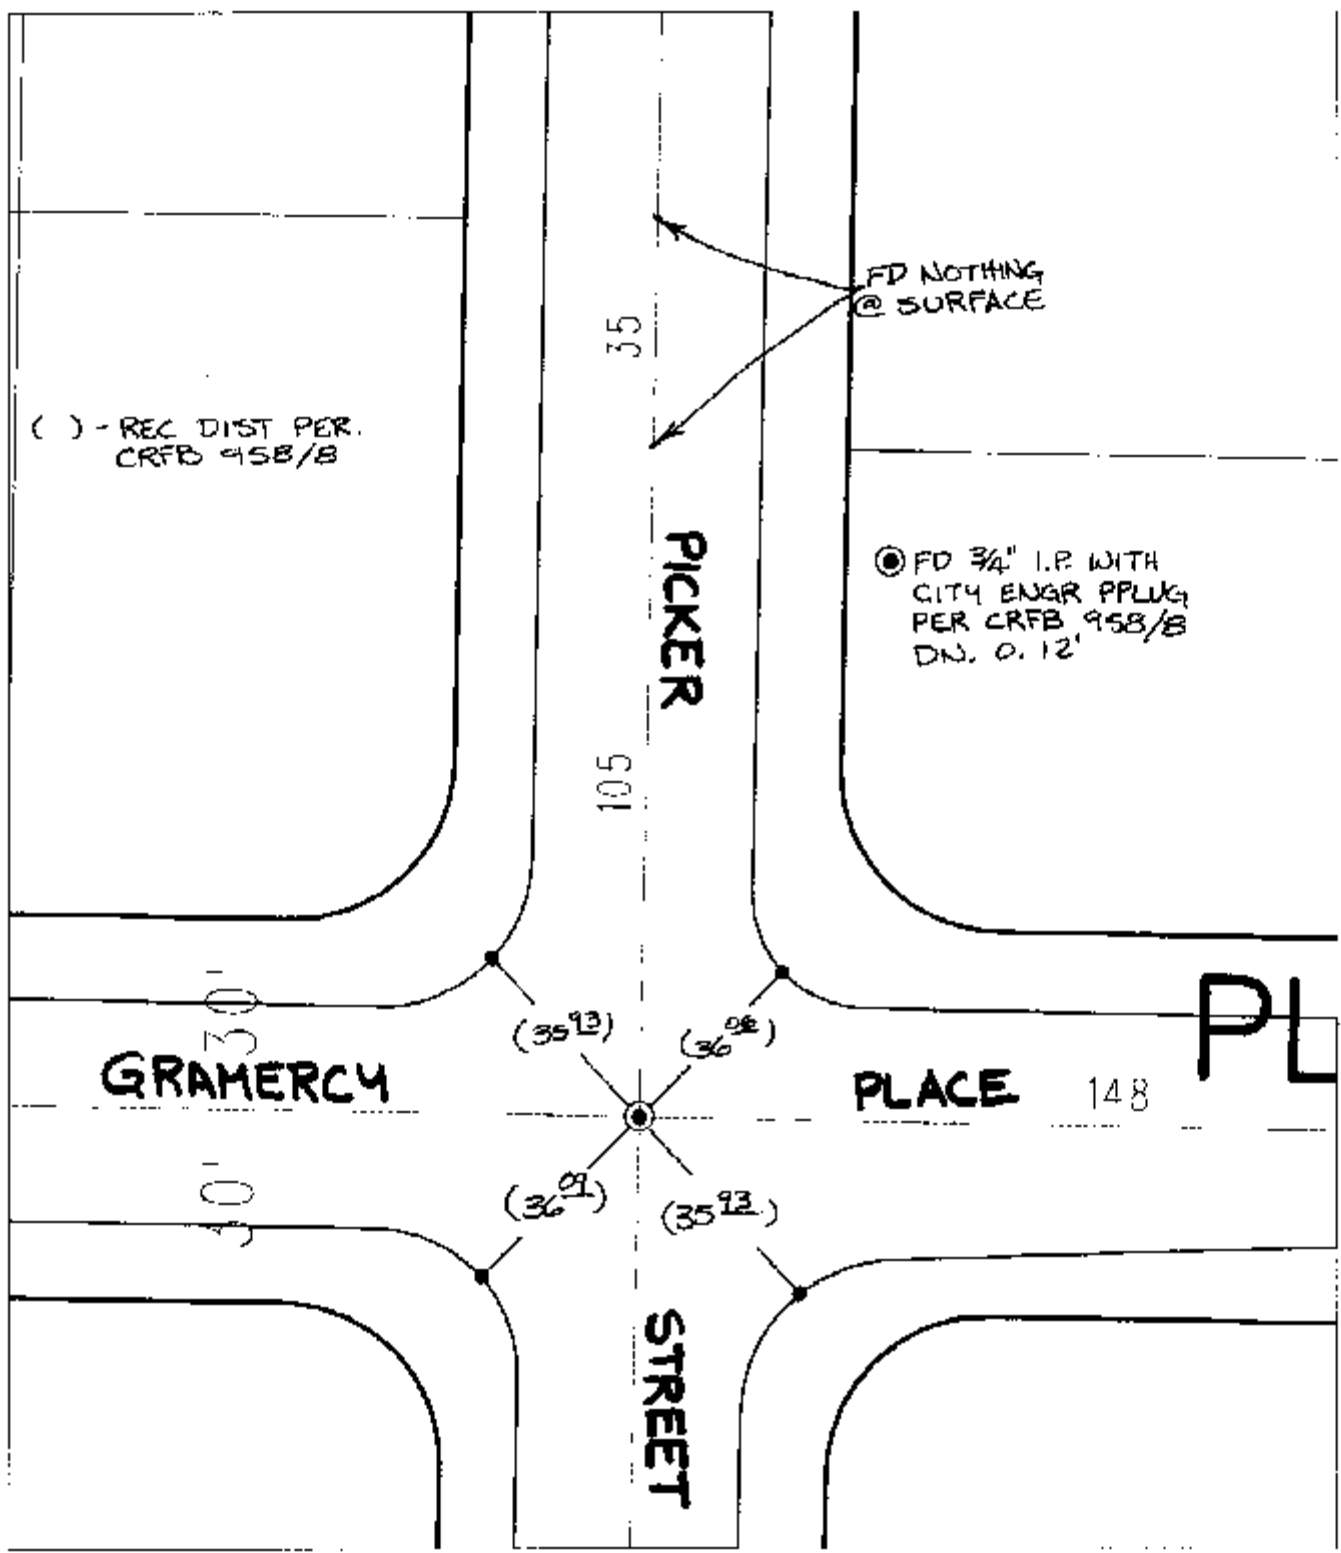 35
FD NOTHING
@ SURFACE
( ) - REC DIST PER.
CRFB 958/8
PICKER
FD 3/4" I.P. WITH
CITY ENGR PPLUG
PER CRFB 958/8
DN. 0.12'
105
30'
(35 93)
GRAMERCY
PLACE
148
PL
30'
(36 09)
(35 93)
STREET